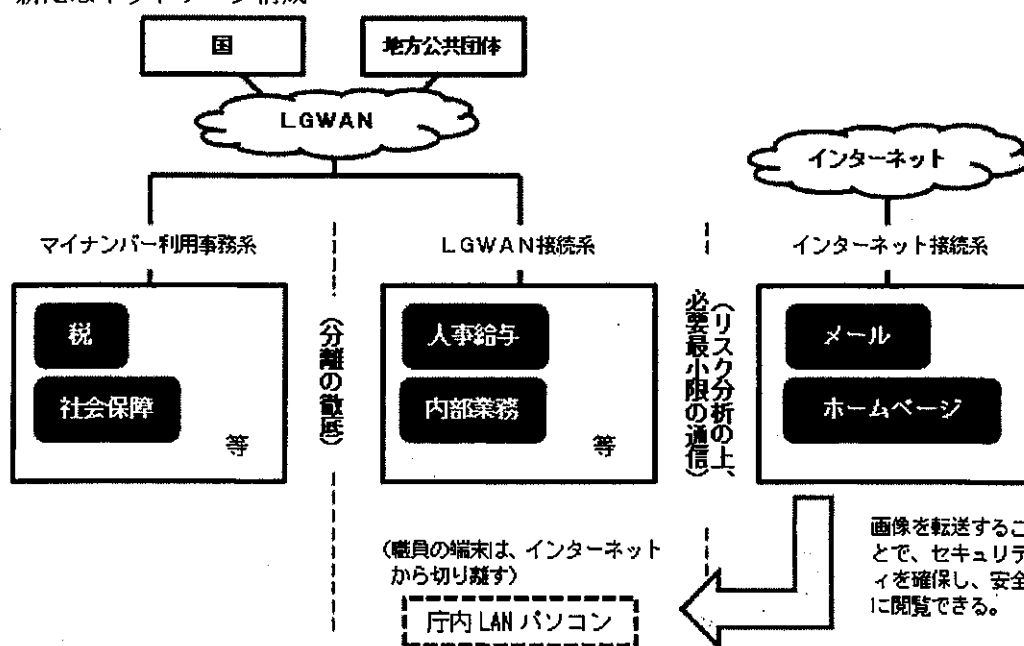 国
地方公共団体
LGWAN
インターネット
マイナンバー利用事務系
LGWAN接続系
インターネット接続系
税
社会保障
等
(分離の徹底)
人事給与
内部業務
等
(リスク分析の上、
必要最小限の通信)
メール
ホームページ
(職員の端末は、インターネット
から切り離す)
庁内LANパソコン
画像を転送するこ
とで、セキュリテ
ィを確保し、安全
に閲覧できる。